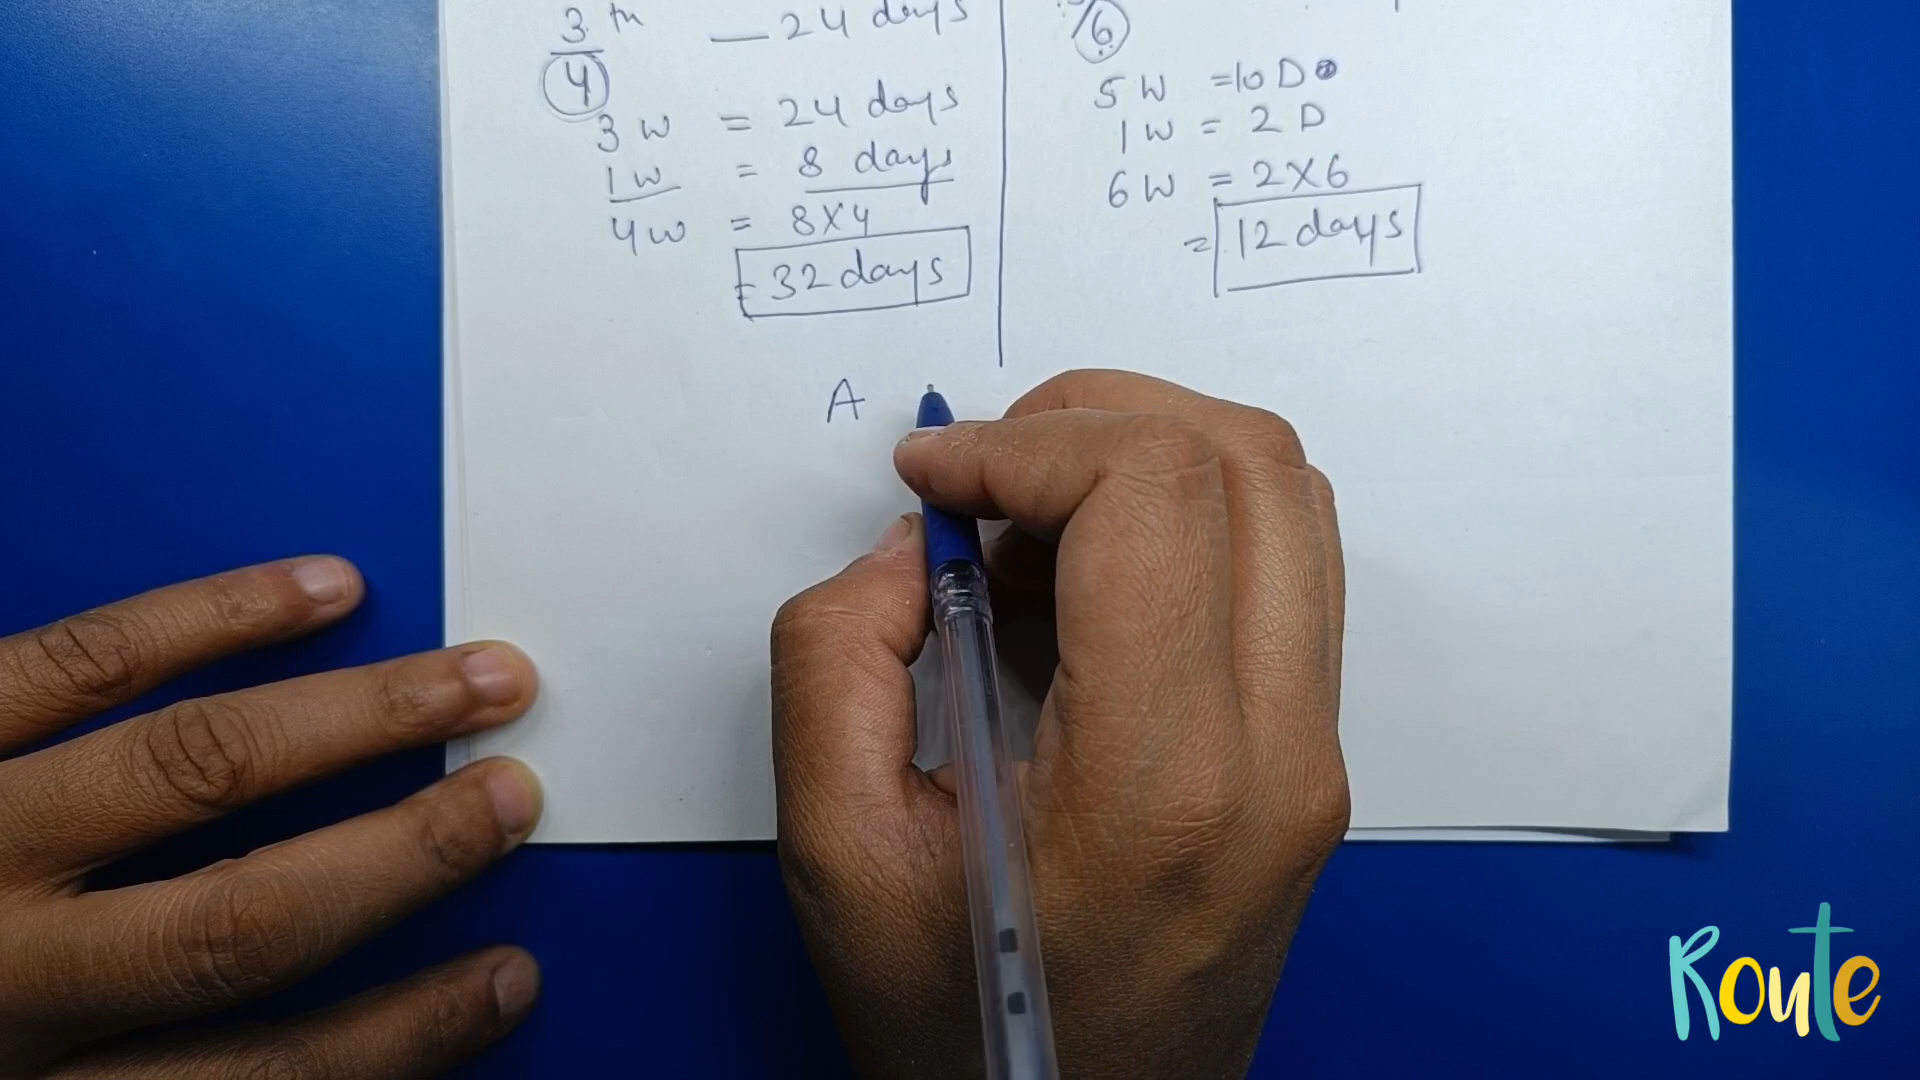 3 th — 24 days
4
3 W = 24 days
1 W = 8 days
4 W = 8 X 4
= 32 days
/6
5 W = 10 D
1 W = 2 D
6 W = 2 X 6
= 12 days
A
Route